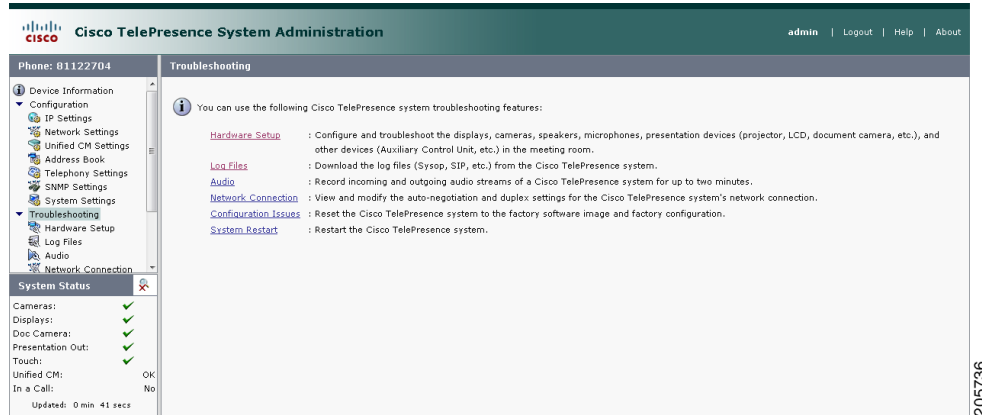 CISCO Cisco TelePresence System Administration
admin | Logout | Help | About
Phone: 81122704
Troubleshooting
Device Information
Configuration
IP Settings
Network Settings
Unified CM Settings
Address Book
Telephony Settings
SNMP Settings
System Settings
Troubleshooting
Hardware Setup
Log Files
Audio
Network Connection
System Status
Cameras:
Displays:
Doc Camera:
Presentation Out:
Touch:
Unified CM: OK
In a Call: No
Updated: 0 min 41 secs
You can use the following Cisco TelePresence system troubleshooting features:
Hardware Setup : Configure and troubleshoot the displays, cameras, speakers, microphones, presentation devices (projector, LCD, document camera, etc.), and
other devices (Auxiliary Control Unit, etc.) in the meeting room.
Log Files : Download the log files (Sysop, SIP, etc.) from the Cisco TelePresence system.
Audio : Record incoming and outgoing audio streams of a Cisco TelePresence system for up to two minutes.
Network Connection : View and modify the auto-negotiation and duplex settings for the Cisco TelePresence system's network connection.
Configuration Issues : Reset the Cisco TelePresence system to the factory software image and factory configuration.
System Restart : Restart the Cisco TelePresence system.
205736